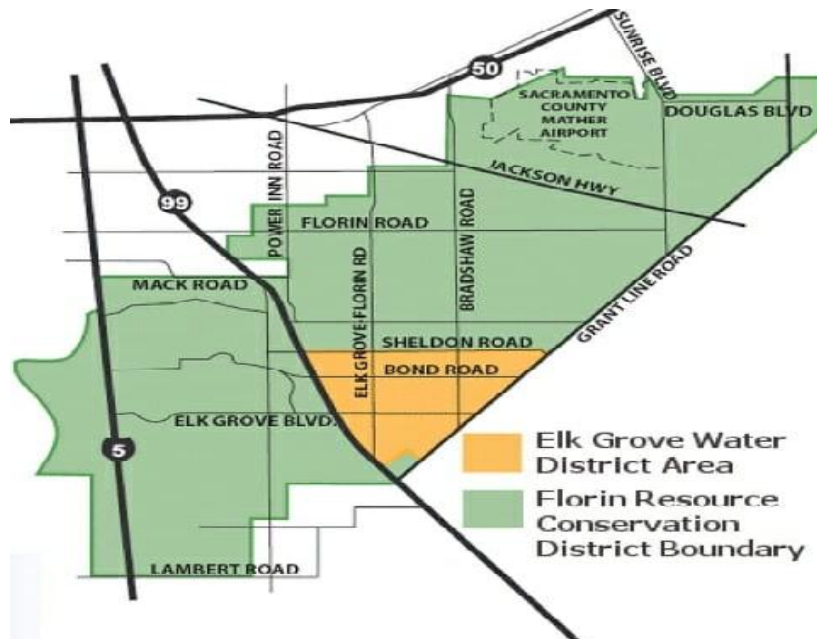 SUNRISE BLVD
50
SACRAMENTO
COUNTY
MATHER
AIRPORT
DOUGLAS BLVD
POWER INN ROAD
JACKSON HWY
99
FLORIN ROAD
BRADSHAW ROAD
MACK ROAD
ELK GROVE-FLORIN RD
GRANT LINE ROAD
SHELDON ROAD
BOND ROAD
ELK GROVE BLVD.
5
Elk Grove Water
District Area
Florin Resource
Conservation
District Boundary
LAMBERT ROAD